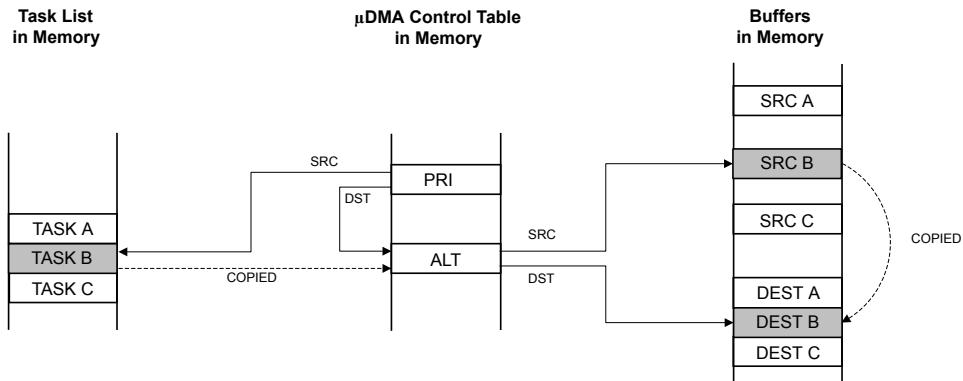 Task List
in Memory
µDMA Control Table
in Memory
Buffers
in Memory
SRC A
SRC
SRC B
PRI
DST
TASK A
SRC C
SRC
COPIED
TASK B
ALT
COPIED
DST
TASK C
DEST A
DEST B
DEST C